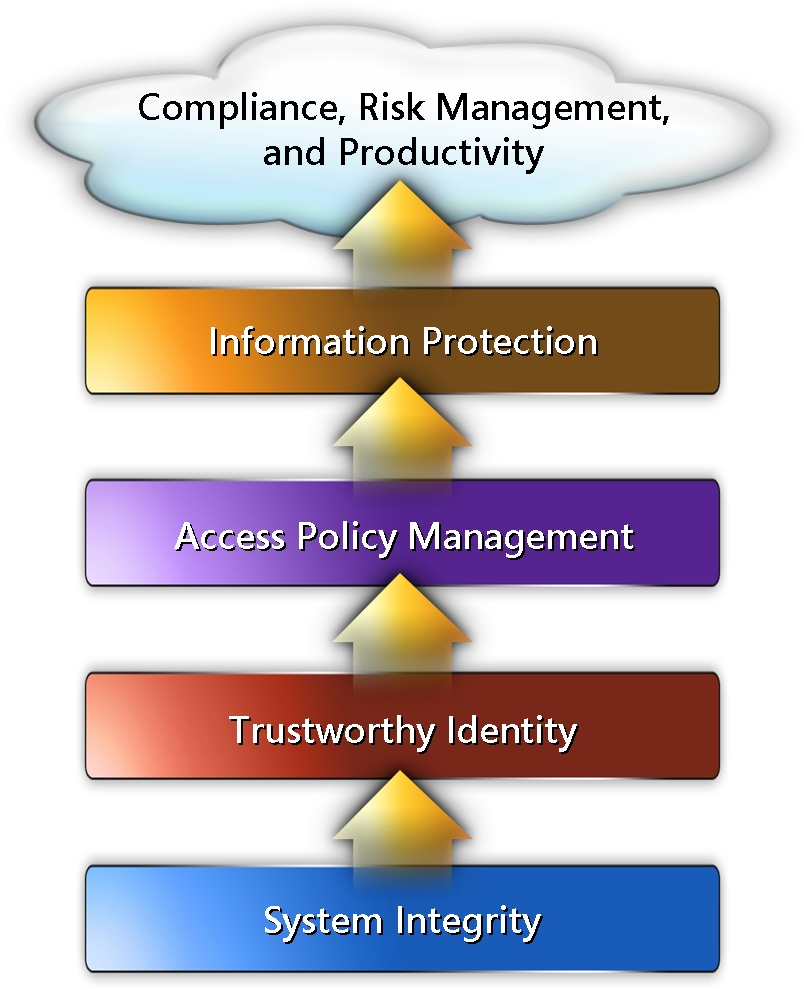 Compliance, Risk Management,
and Productivity
Information Protection
Access Policy Management
Trustworthy Identity
System Integrity